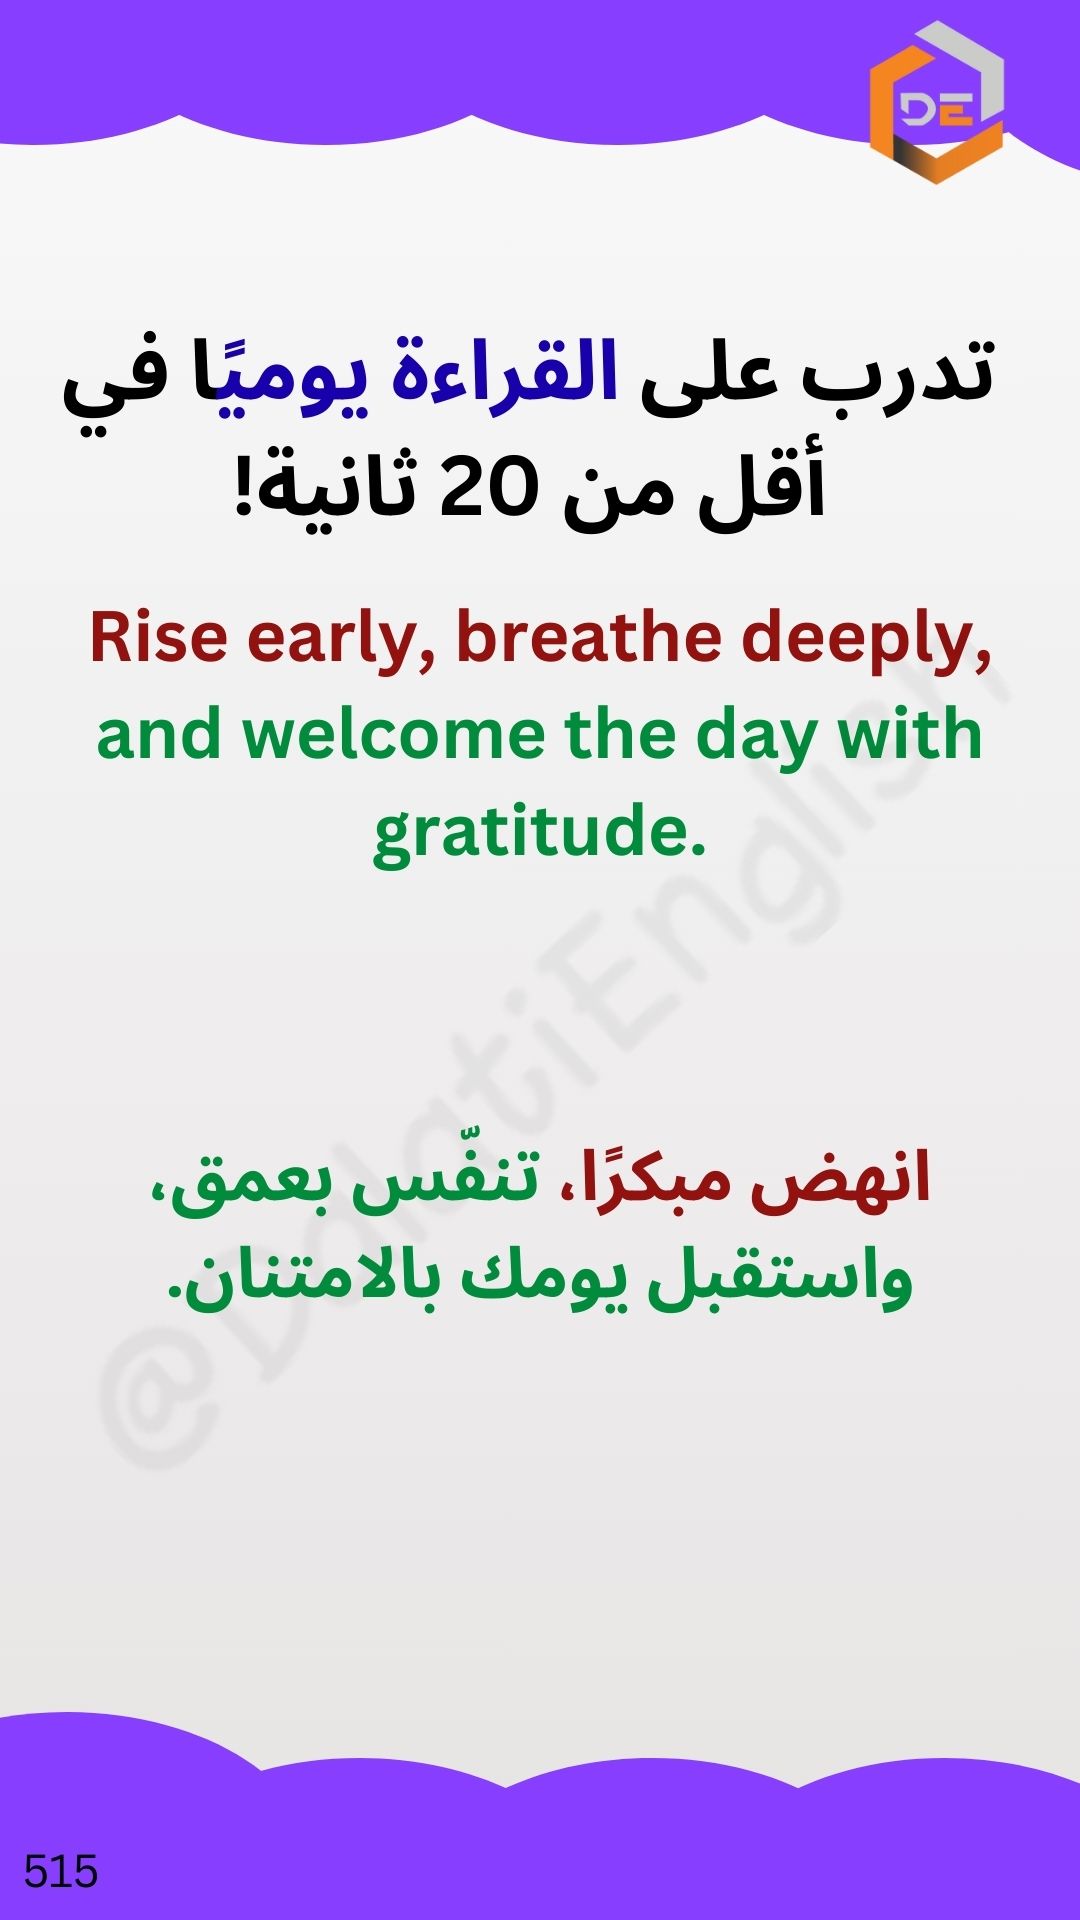 DE
تدرب على القراءة يوميًا في
أقل من 20 ثانية!
Rise early, breathe deeply,
and welcome the day with
gratitude.
@DalatiEnglish
انهض مبكرًا، تنفّس بعمق،
واستقبل يومك بالامتنان.
515